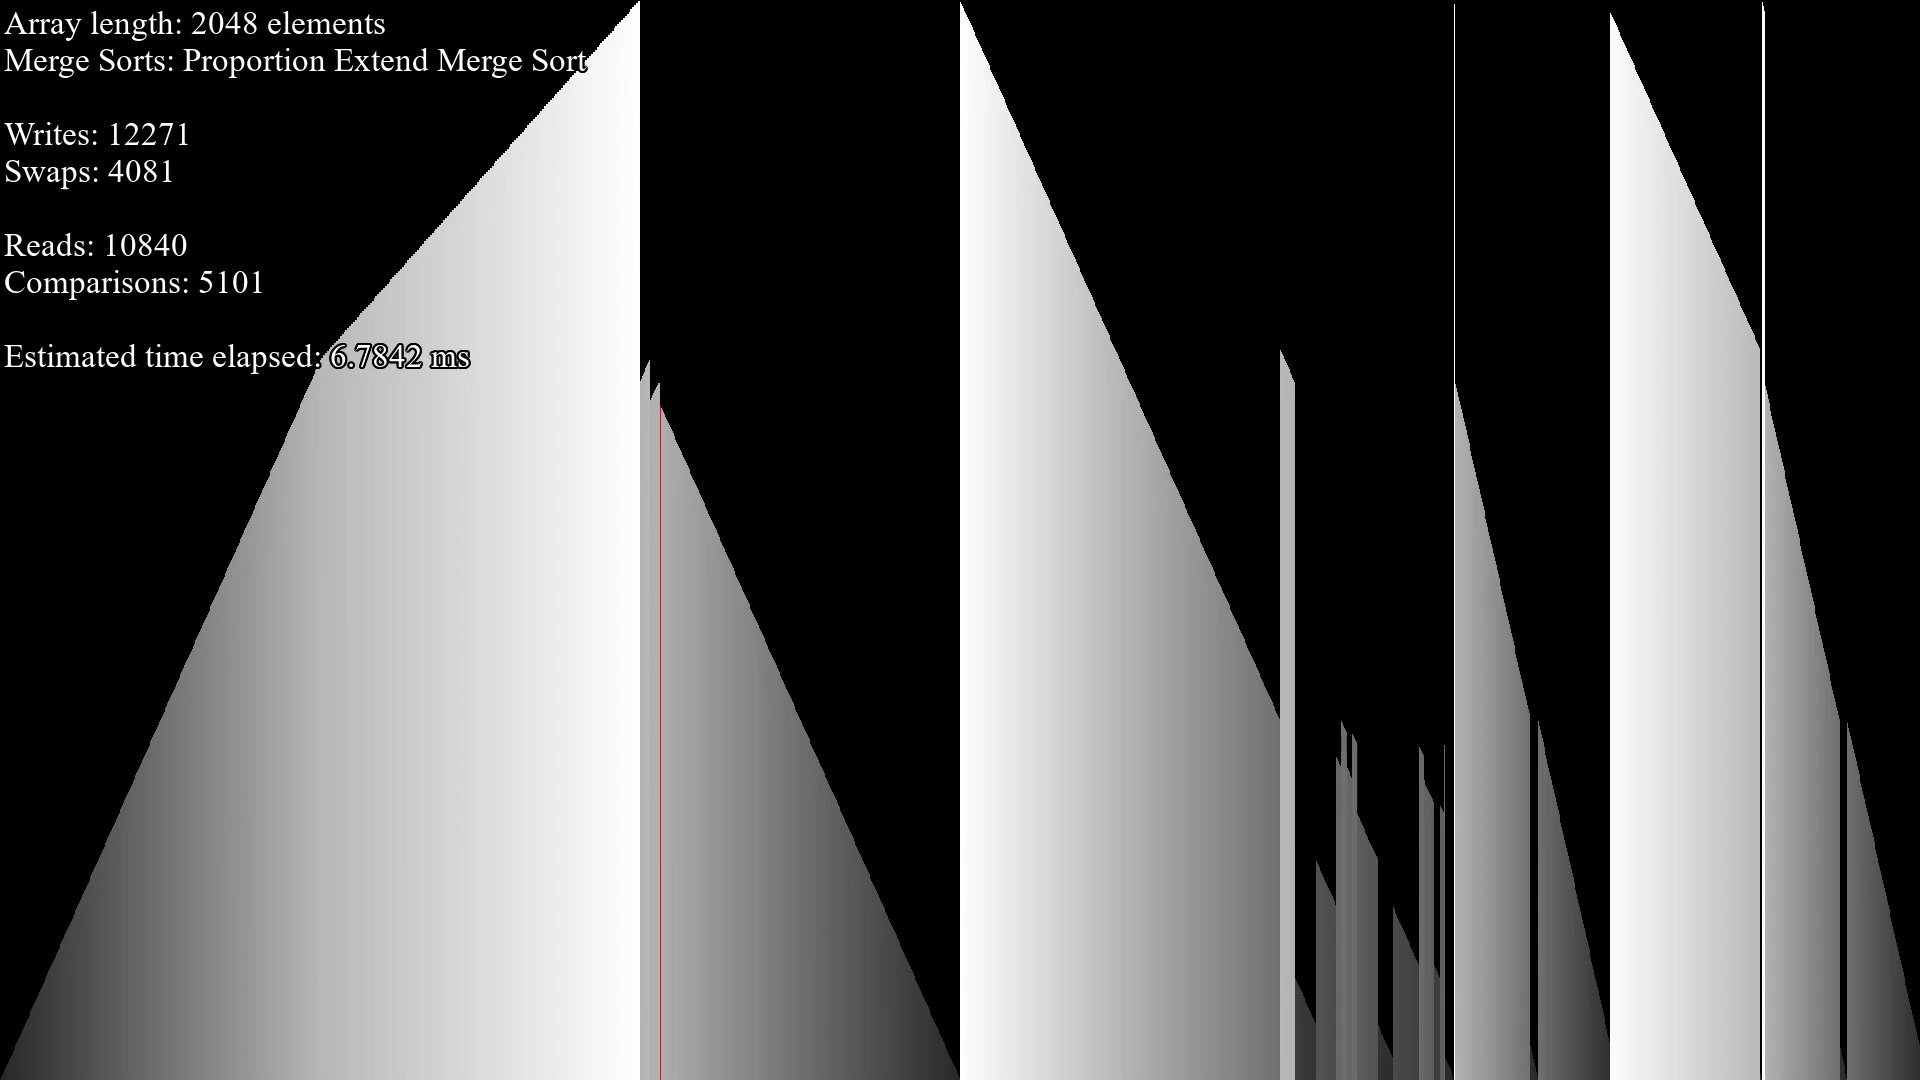 Array length: 2048 elements
Merge Sorts: Proportion Extend Merge Sort
Writes: 12271
Swaps: 4081
Reads: 10840
Comparisons: 5101
Estimated time elapsed: 6.7842 ms